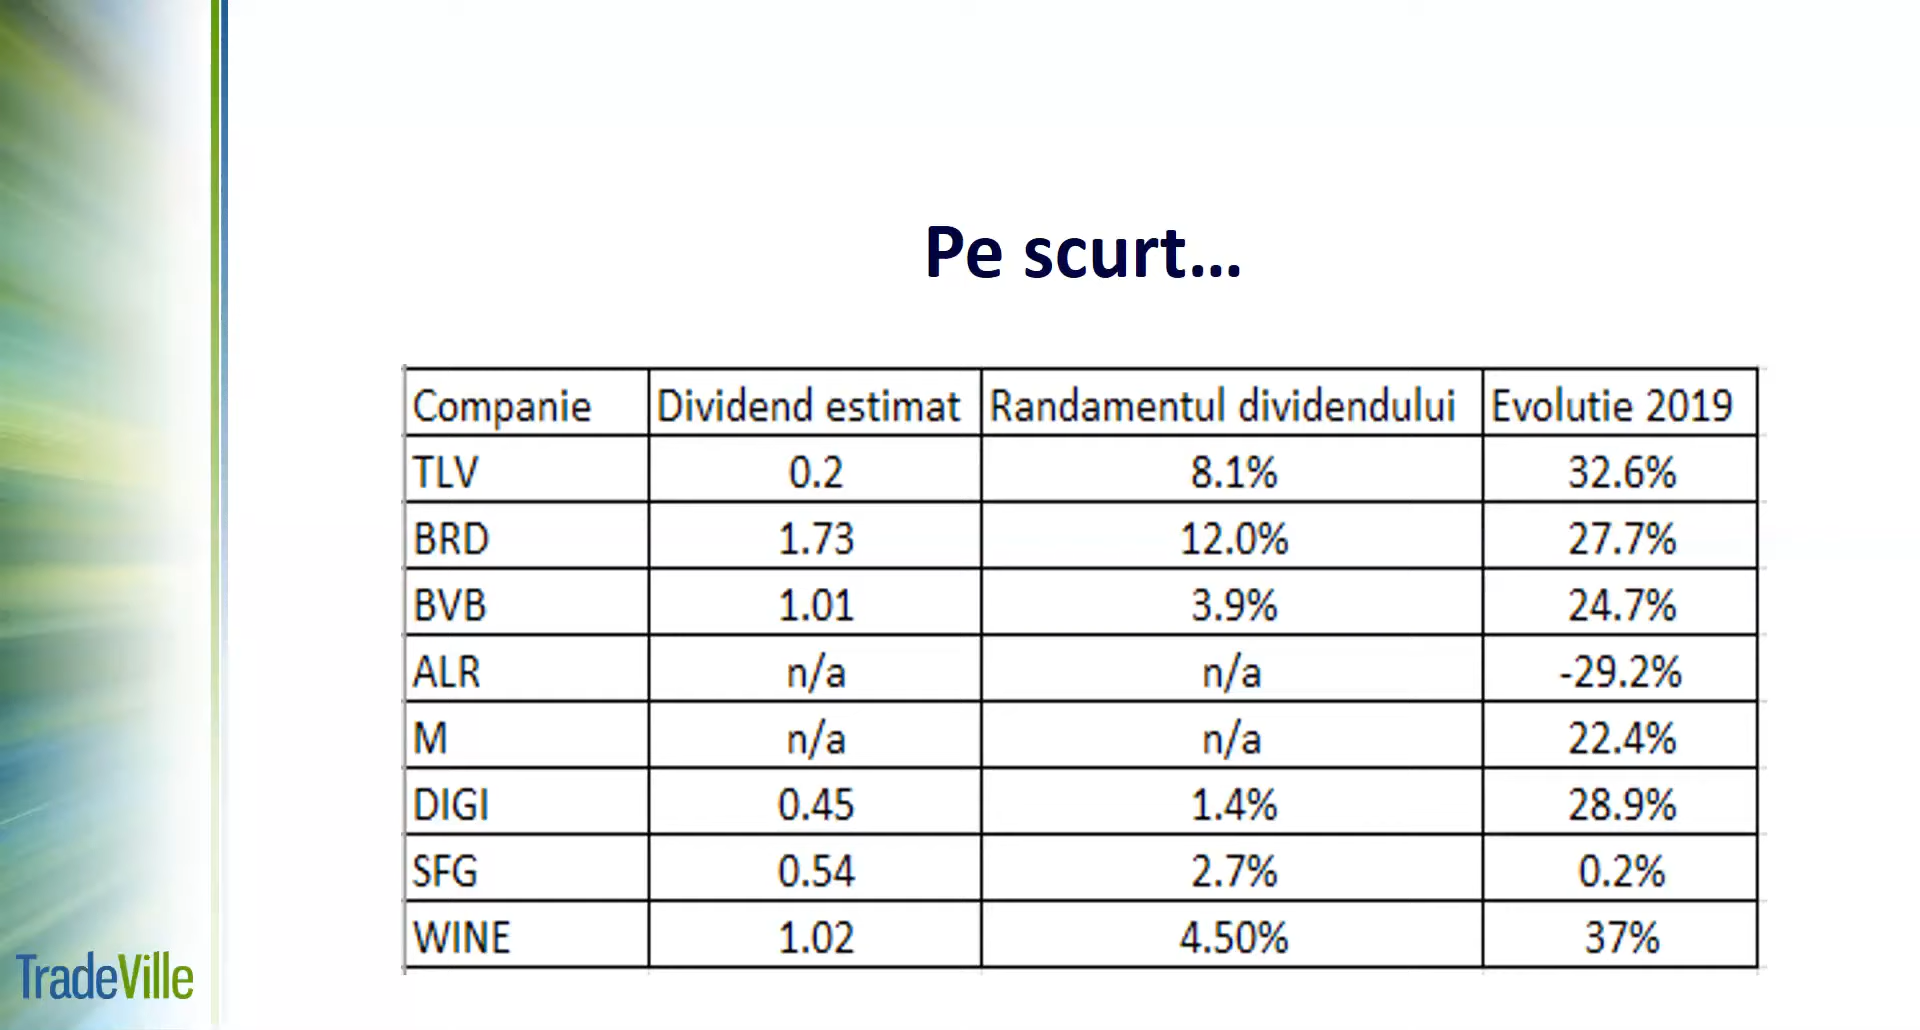 Pe scurt...
Companie Dividend estimat Randamentul dividendului Evolutie 2019
TLV 0.2 8.1% 32.6%
BRD 1.73 12.0% 27.7%
BVB 1.01 3.9% 24.7%
ALR n/a n/a -29.2%
M n/a n/a 22.4%
DIGI 0.45 1.4% 28.9%
SFG 0.54 2.7% 0.2%
WINE 1.02 4.50% 37%
TradeVille